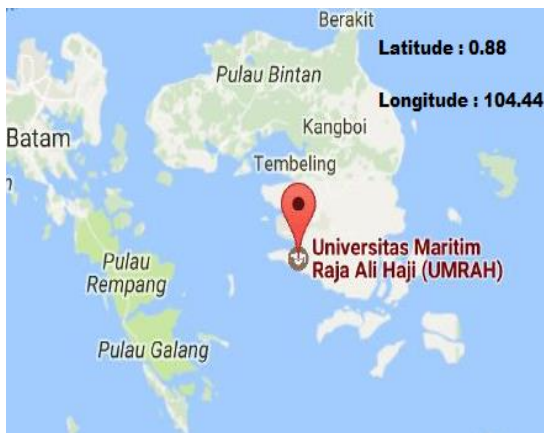 Berakit
Latitude : 0.88
Pulau Bintan
Longitude : 104.44
Kangboi
Batam
Tembeling
Universitas Maritim
Raja Ali Haji (UMRAH)
Pulau
Rempang
Pulau Galang